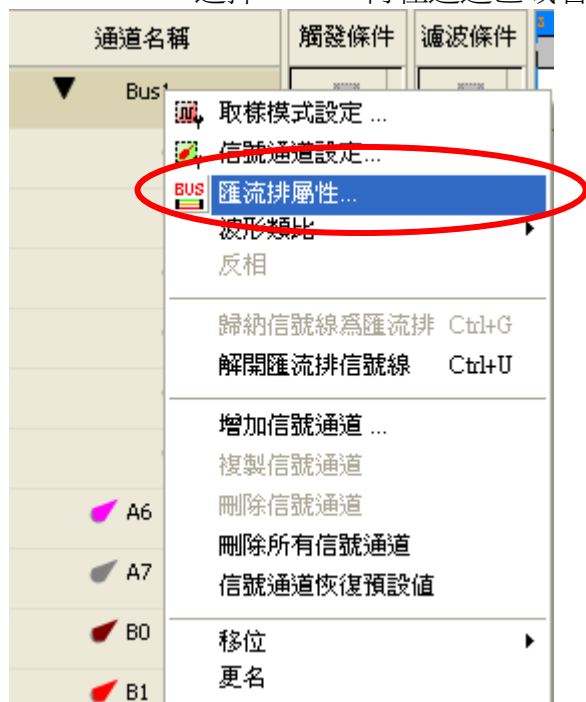 通道名稱 觸發條件 濾波條件
Bus1
取樣模式設定 ...
信號通道設定...
BUS 匯流排屬性...
波形類比
反相
歸納信號線爲匯流排 Ctrl+G
解開匯流排信號線 Ctrl+U
增加信號通道 ...
複製信號通道
刪除信號通道
刪除所有信號通道
信號通道恢復預設值
A6
A7
B0
移位
更名
B1